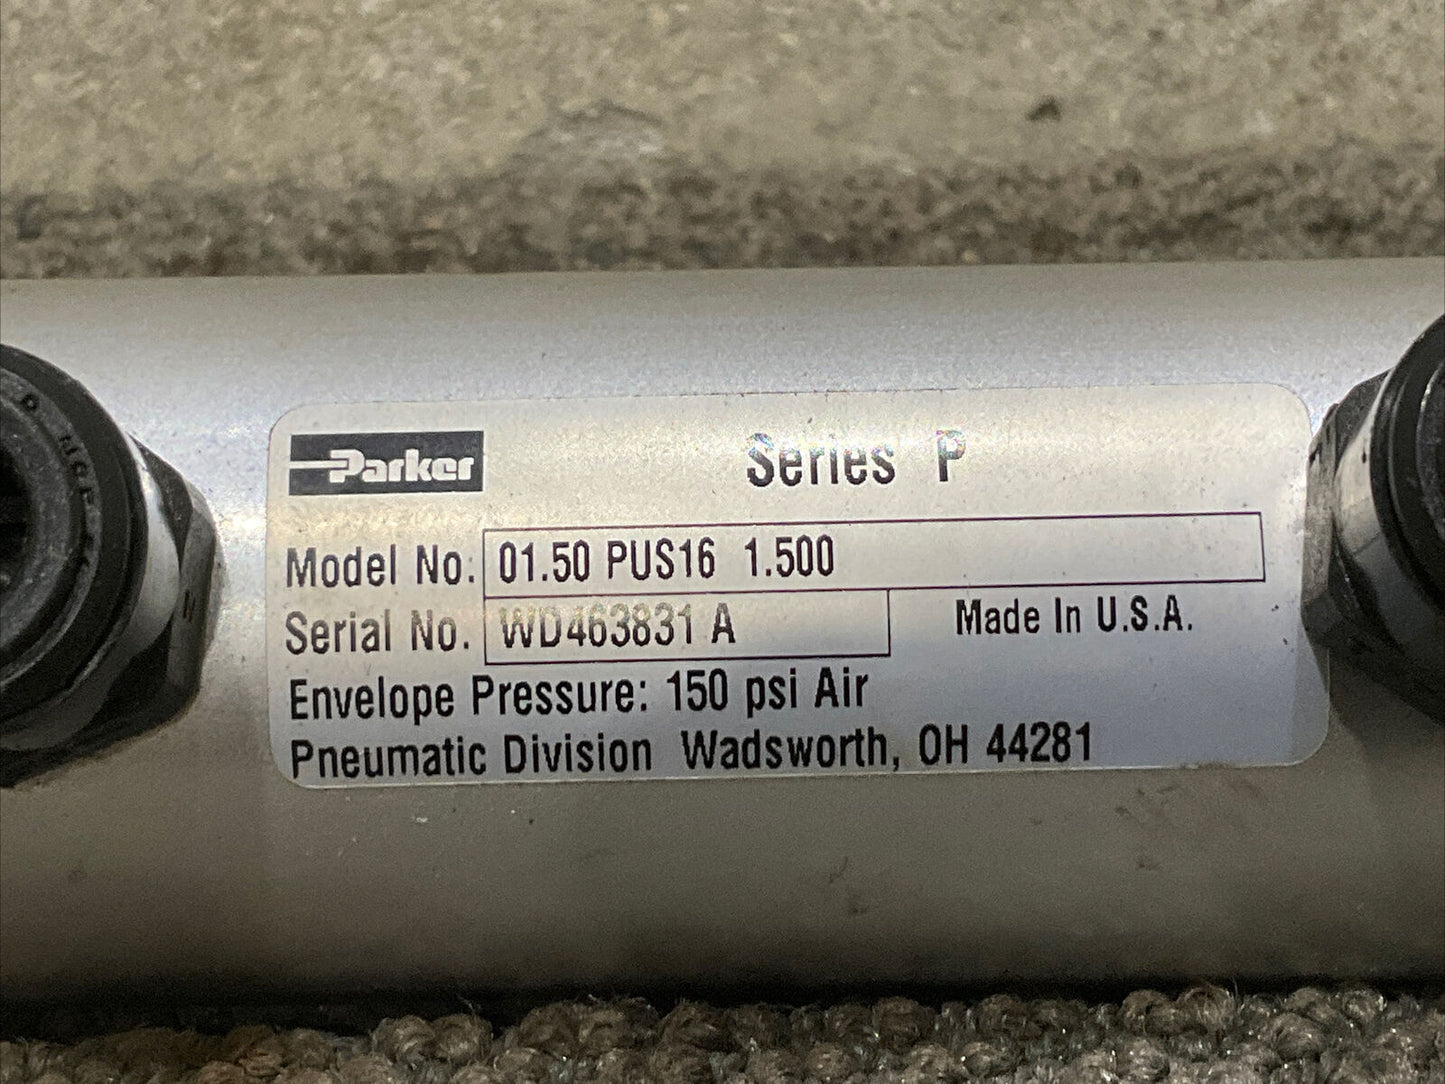 Parker
Series P
Model No: 01.50 PUS16 1.500
Serial No. WD463831 A
Made In U.S.A.
Envelope Pressure: 150 psi Air
Pneumatic Division Wadsworth, OH 44281